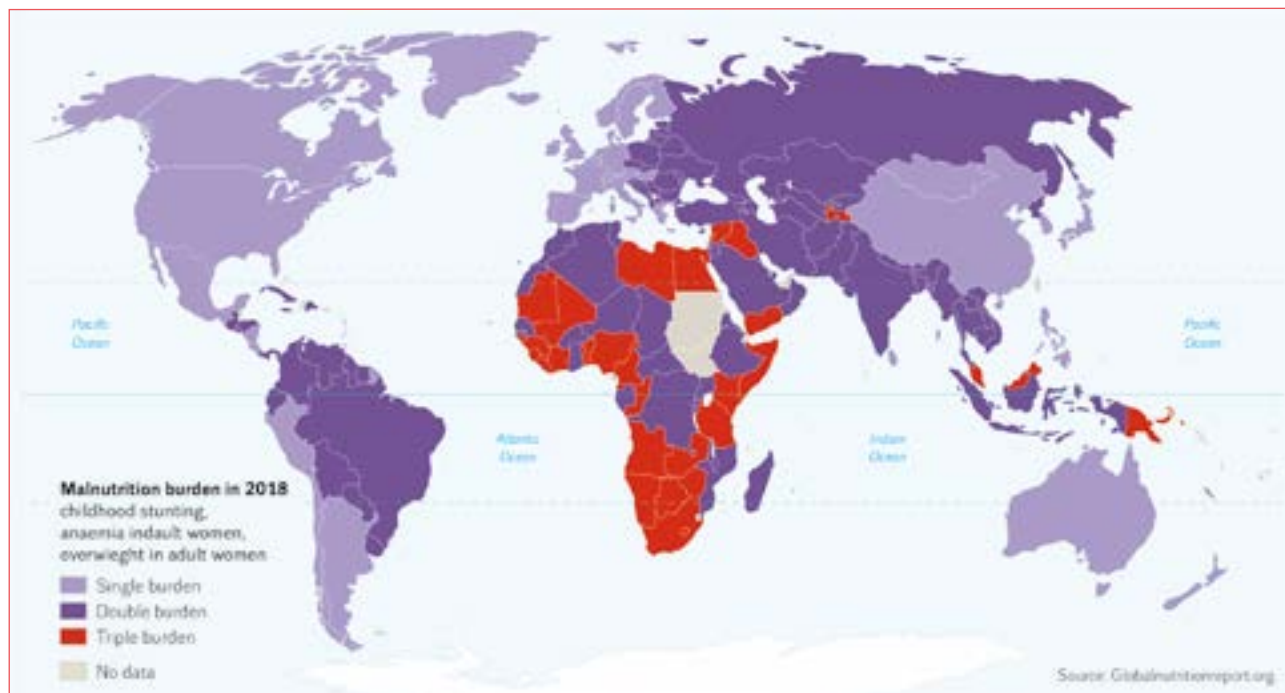 Pacific
Ocean
Pacific
Ocean
Atlantic
Ocean
Indian
Ocean
Malnutrition burden in 2018
childhood stunting,
anaemia indault women,
overwieght in adult women
Single burden
Double burden
Triple burden
No data
Source: Globalnutritionreport.org